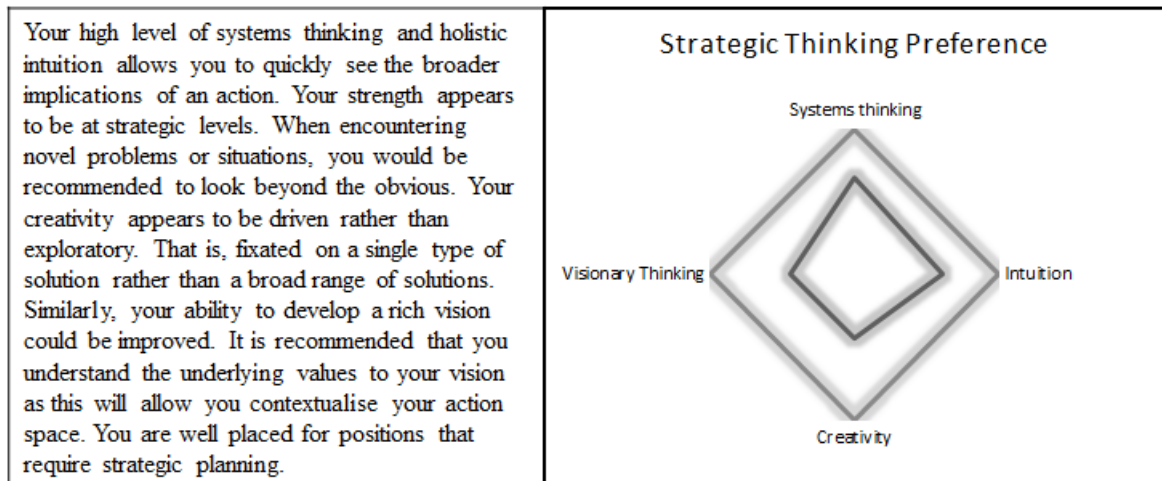 Your high level of systems thinking and holistic
intuition allows you to quickly see the broader
implications of an action. Your strength appears
to be at strategic levels. When encountering
novel problems or situations, you would be
recommended to look beyond the obvious. Your
creativity appears to be driven rather than
exploratory. That is, fixated on a single type of
solution rather than a broad range of solutions.
Similarly, your ability to develop a rich vision
could be improved. It is recommended that you
understand the underlying values to your vision
as this will allow you contextualise your action
space. You are well placed for positions that
require strategic planning.
Strategic Thinking Preference
Systems thinking
Visionary Thinking
Intuition
Creativity